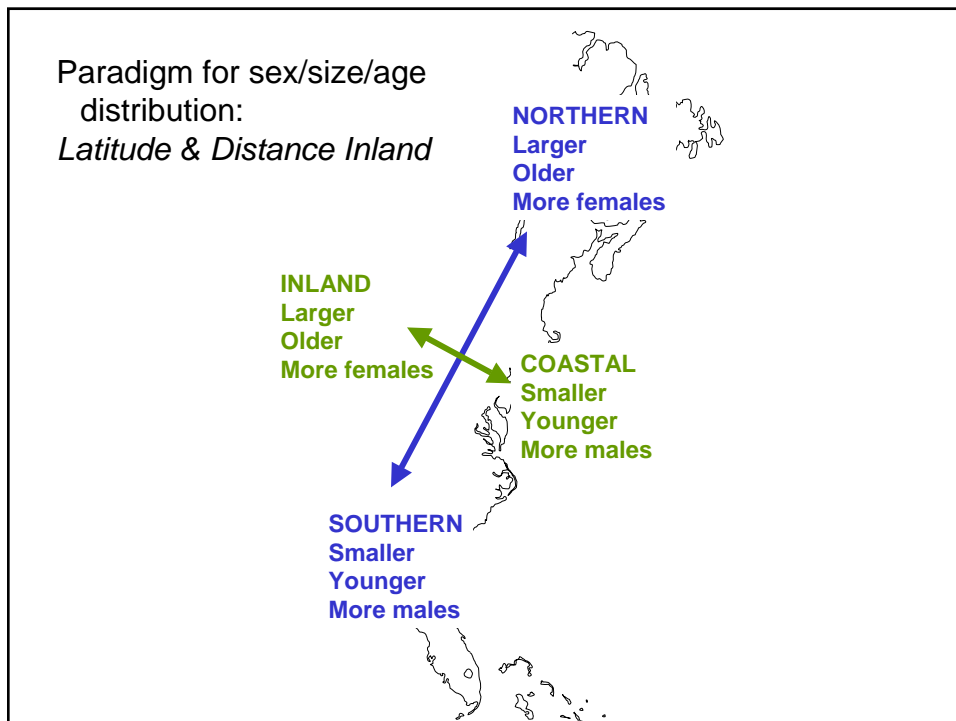 Paradigm for sex/size/age
distribution:
Latitude & Distance Inland
NORTHERN
Larger
Older
More females
INLAND
Larger
Older
More females
COASTAL
Smaller
Younger
More males
SOUTHERN
Smaller
Younger
More males